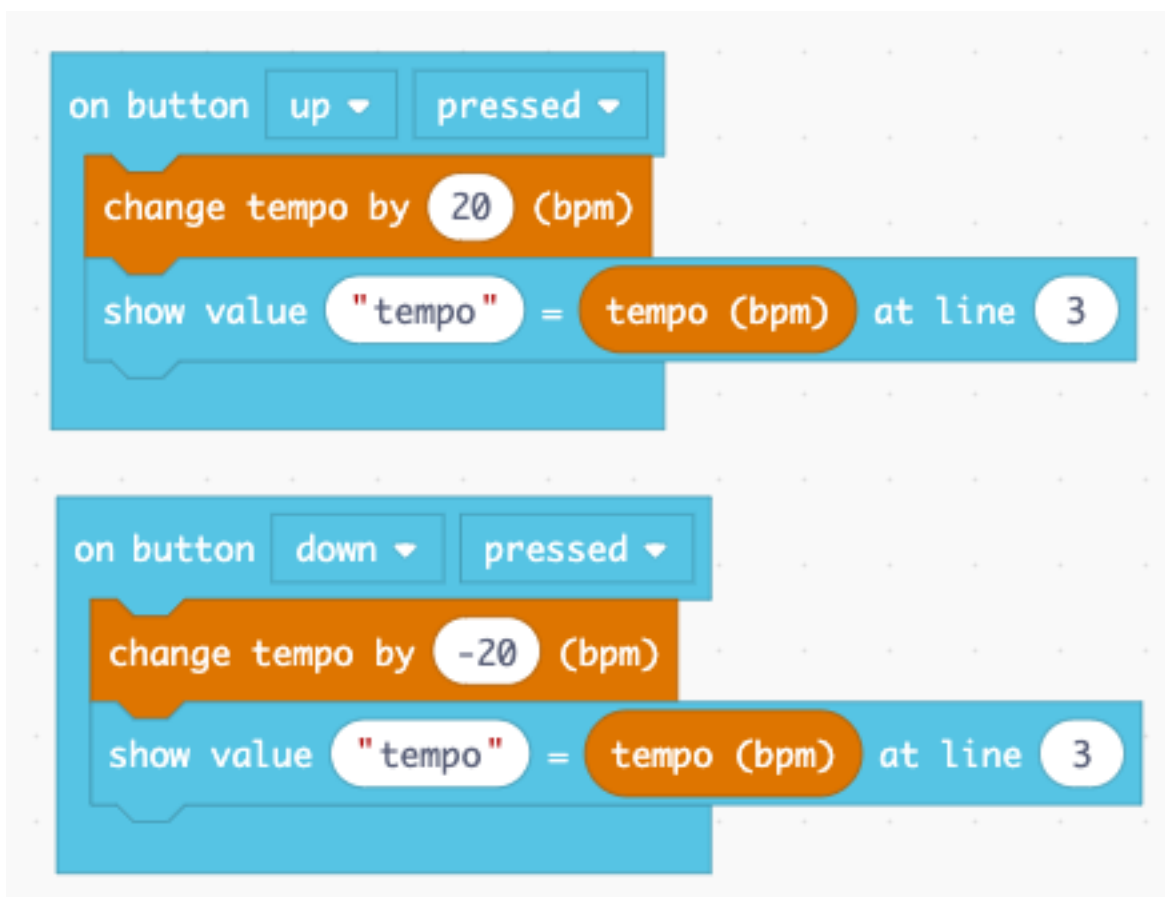 on button up pressed
change tempo by 20 (bpm)
show value "tempo" = tempo (bpm) at line 3
on button down pressed
change tempo by -20 (bpm)
show value "tempo" = tempo (bpm) at line 3